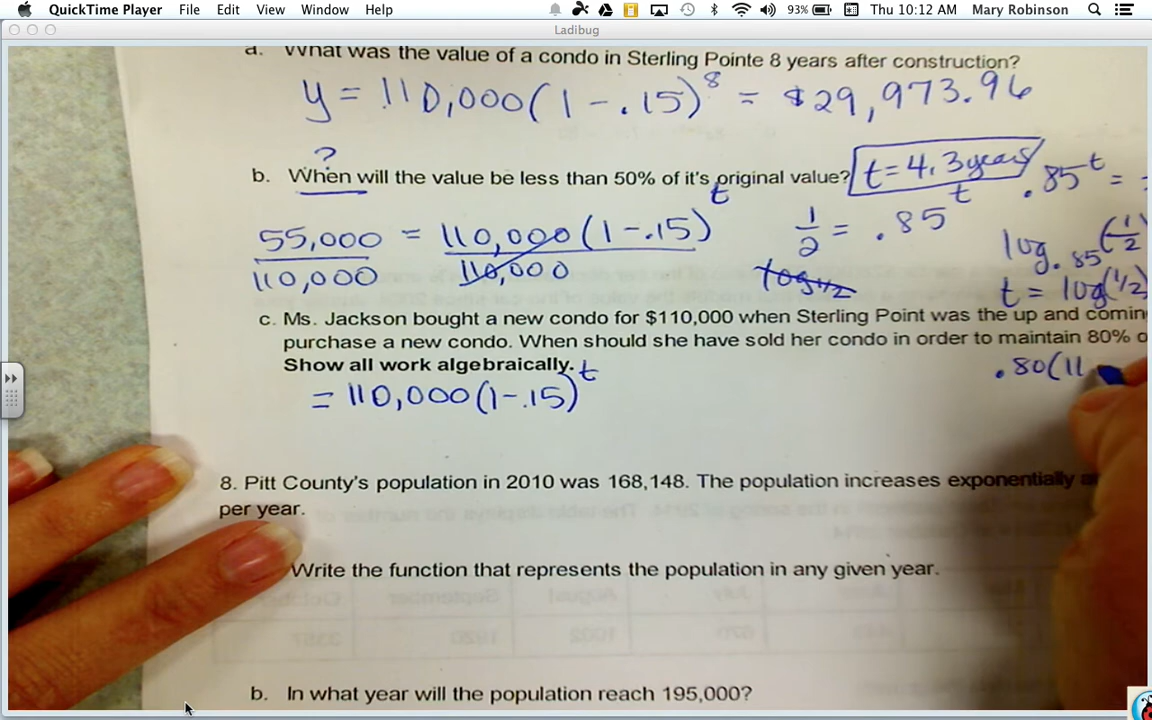 QuickTime Player File Edit View Window Help 93% Thu 10:12 AM Mary Robinson
Ladibug
a. What was the value of a condo in Sterling Pointe 8 years after construction?
y = 110,000(1 - .15)^8 = $29,973.96
?
b. When will the value be less than 50% of it's original value? t = 4.3 years .85^t =
55,000 = 110,000(1-.15)^t 1/2 = .85^t log .85 (1/2
110,000 110,000 log 1/2 t = log(1/2)
c. Ms. Jackson bought a new condo for $110,000 when Sterling Point was the up and comin
purchase a new condo. When should she have sold her condo in order to maintain 80% o
Show all work algebraically. .80(11
= 110,000(1-.15)^t
8. Pitt County's population in 2010 was 168,148. The population increases exponentially
per year.
Write the function that represents the population in any given year.
b. In what year will the population reach 195,000?